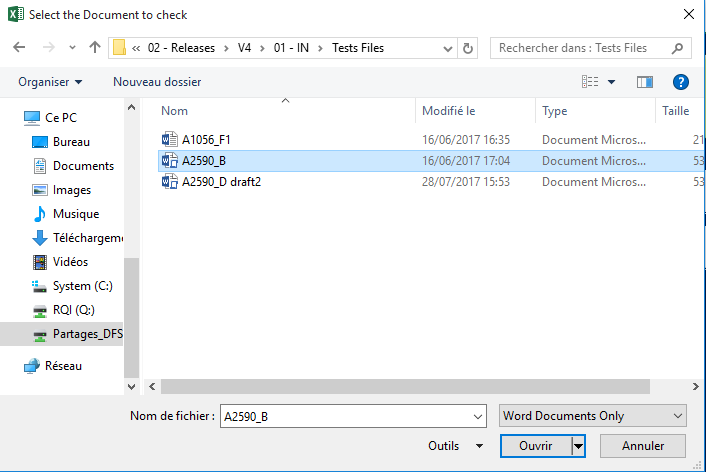 Select the Document to check
« 02 - Releases > V4 > 01 - IN > Tests Files
Rechercher dans : Tests Files
Organiser Nouveau dossier
Nom Modifié le Type Taille
Ce PC
Bureau
Documents
Images
Musique
Téléchargeme
Vidéos
System (C:)
RQI (Q:)
Partages_DFS
Réseau
A1056_F1 16/06/2017 16:35 Document Micros... 21
A2590_B 16/06/2017 17:04 Document Micros... 53
A2590_D draft2 28/07/2017 15:53 Document Micros... 53
Nom de fichier : A2590_B Word Documents Only
Outils Ouvrir Annuler